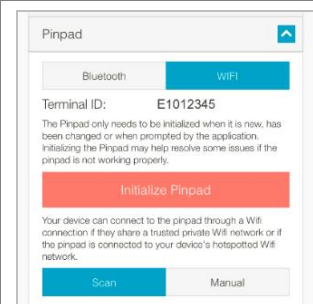 Pinpad
Bluetooth WIFI
Terminal ID: E1012345
The Pinpad only needs to be initialized when it is new, has
been changed or when prompted by the application.
Initializing the Pinpad may help resolve some issues if the
pinpad is not working properly.
Initialize Pinpad
Your device can connect to the pinpad through a Wifi
connection if they share a trusted private Wifi network or if
the pinpad is connected to your device's hotspotted Wifi
network.
Scan Manual